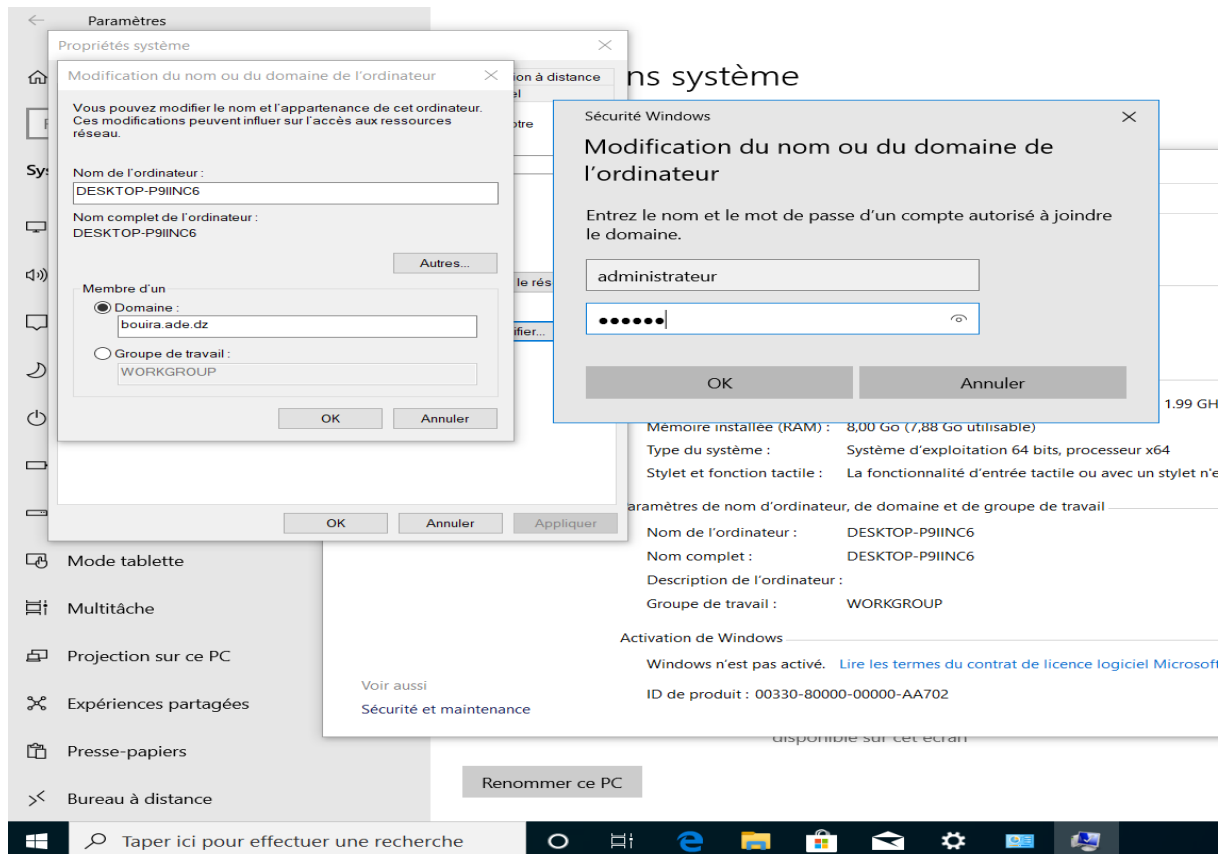 Paramètres
Propriétés système
Modification du nom ou du domaine de l'ordinateur
Vous pouvez modifier le nom et l'appartenance de cet ordinateur.
Ces modifications peuvent influer sur l'accès aux ressources
réseau.
Nom de l'ordinateur :
DESKTOP-P9IINC6
Nom complet de l'ordinateur :
DESKTOP-P9IINC6
Autres...
Membre d'un
Domaine :
bouira.ade.dz
Groupe de travail :
WORKGROUP
OK Annuler
ion à distance
le rés
ifier...
OK Annuler Appliquer
ns système
Sécurité Windows
Modification du nom ou du domaine de
l'ordinateur
Entrez le nom et le mot de passe d'un compte autorisé à joindre
le domaine.
administrateur
●●●●●●
OK Annuler
1.99 GH
Mémoire installée (RAM) : 8,00 Go (7,88 Go utilisable)
Type du système : Système d'exploitation 64 bits, processeur x64
Stylet et fonction tactile : La fonctionnalité d'entrée tactile ou avec un stylet n'e
aramètres de nom d'ordinateur, de domaine et de groupe de travail
Nom de l'ordinateur : DESKTOP-P9IINC6
Nom complet : DESKTOP-P9IINC6
Description de l'ordinateur :
Groupe de travail : WORKGROUP
Activation de Windows
Windows n'est pas activé. Lire les termes du contrat de licence logiciel Microsoft
ID de produit : 00330-80000-00000-AA702
Voir aussi
Sécurité et maintenance
disponible sur cet écran
Renommer ce PC
Sys
Mode tablette
Multitâche
Projection sur ce PC
Expériences partagées
Presse-papiers
Bureau à distance
Taper ici pour effectuer une recherche